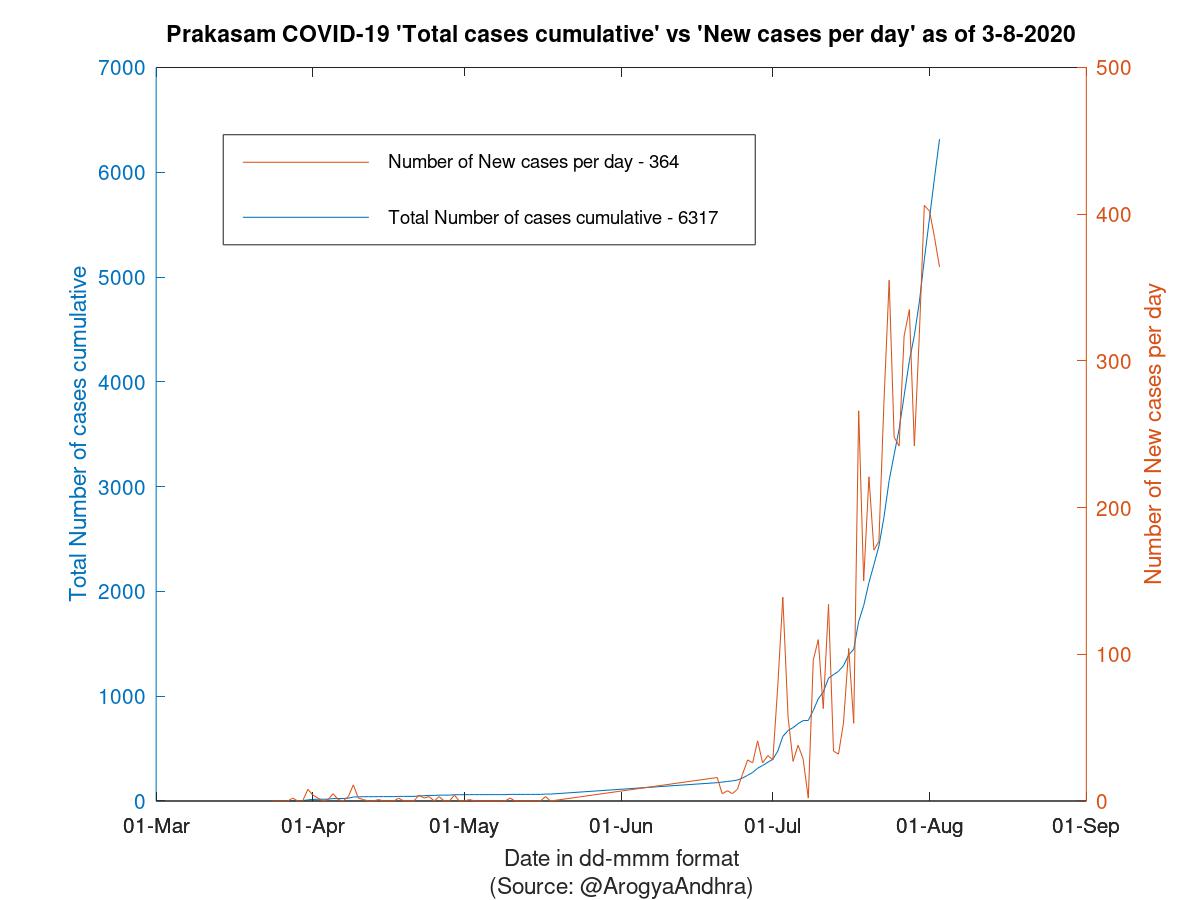 Prakasam COVID-19 'Total cases cumulative' vs 'New cases per day' as of 3-8-2020
7000
6000
5000
4000
3000
2000
1000
0
Total Number of cases cumulative
Number of New cases per day - 364
Total Number of cases cumulative - 6317
500
400
300
200
100
0
Number of New cases per day
01-Mar
01-Apr
01-May
01-Jun
01-Jul
01-Aug
01-Sep
Date in dd-mmm format
(Source: @ArogyaAndhra)